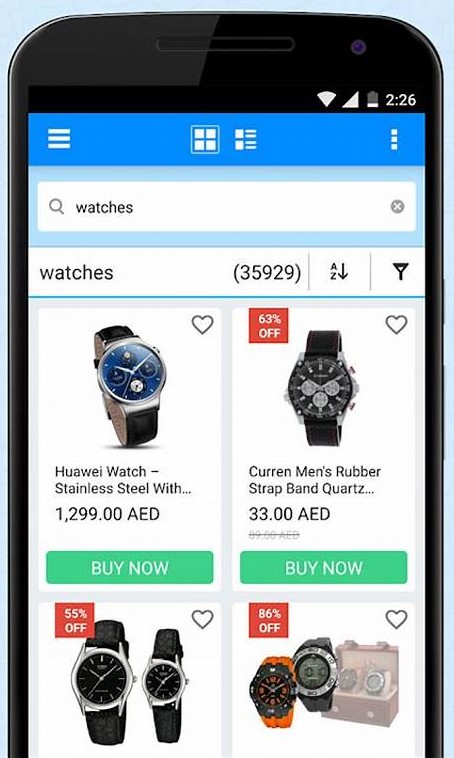 2:26
watches
watches
(35929)
A
Z
63%
OFF
Huawei Watch –
Stainless Steel With...
1,299.00 AED
Curren Men's Rubber
Strap Band Quartz...
33.00 AED
89.00 AED
BUY NOW
BUY NOW
55%
OFF
86%
OFF